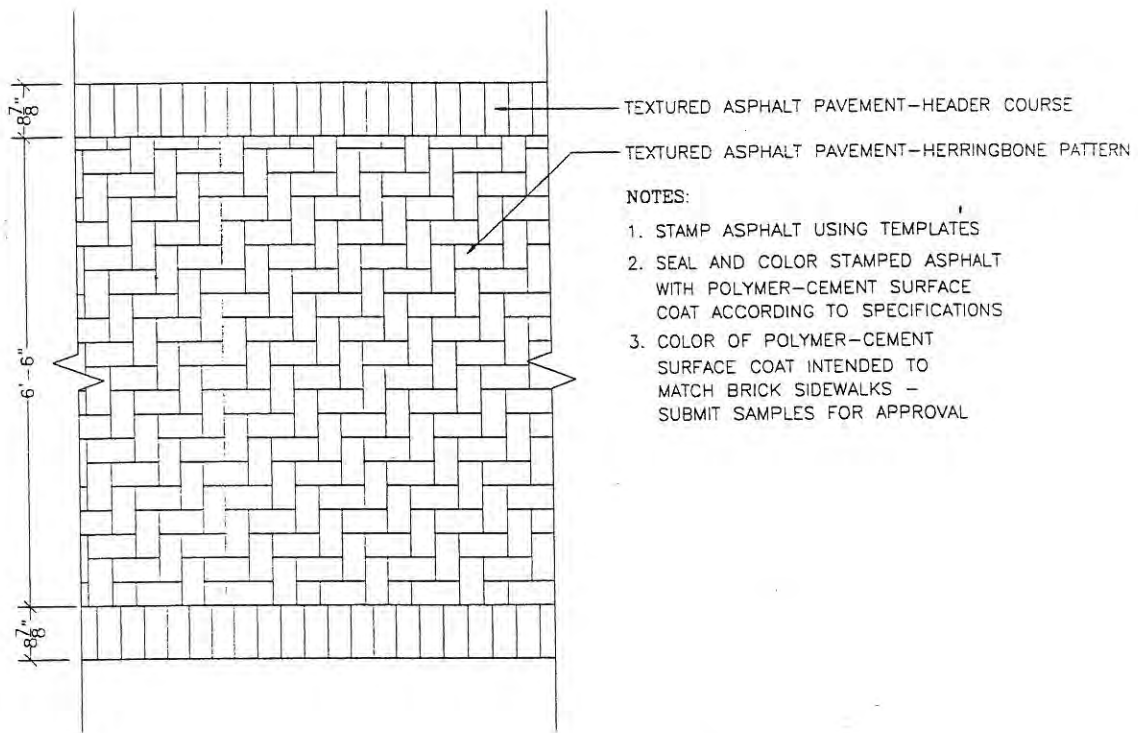 8 7/8"
TEXTURED ASPHALT PAVEMENT-HEADER COURSE
TEXTURED ASPHALT PAVEMENT-HERRINGBONE PATTERN
NOTES:
1. STAMP ASPHALT USING TEMPLATES
2. SEAL AND COLOR STAMPED ASPHALT
WITH POLYMER-CEMENT SURFACE
COAT ACCORDING TO SPECIFICATIONS
3. COLOR OF POLYMER-CEMENT
SURFACE COAT INTENDED TO
MATCH BRICK SIDEWALKS -
SUBMIT SAMPLES FOR APPROVAL
6'-6"
8 7/8"